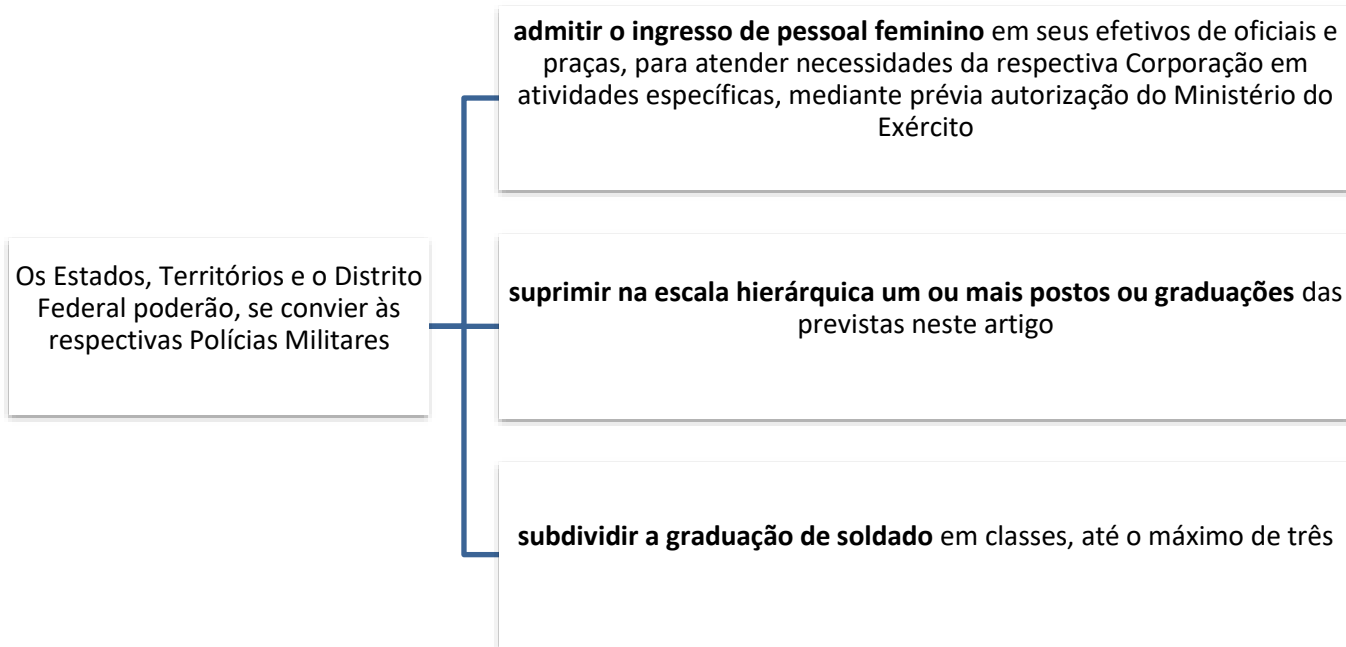 admitir o ingresso de pessoal feminino em seus efetivos de oficiais e
praças, para atender necessidades da respectiva Corporação em
atividades específicas, mediante prévia autorização do Ministério do
Exército
Os Estados, Territórios e o Distrito
Federal poderão, se convier às
respectivas Polícias Militares
suprimir na escala hierárquica um ou mais postos ou graduações das
previstas neste artigo
subdividir a graduação de soldado em classes, até o máximo de três